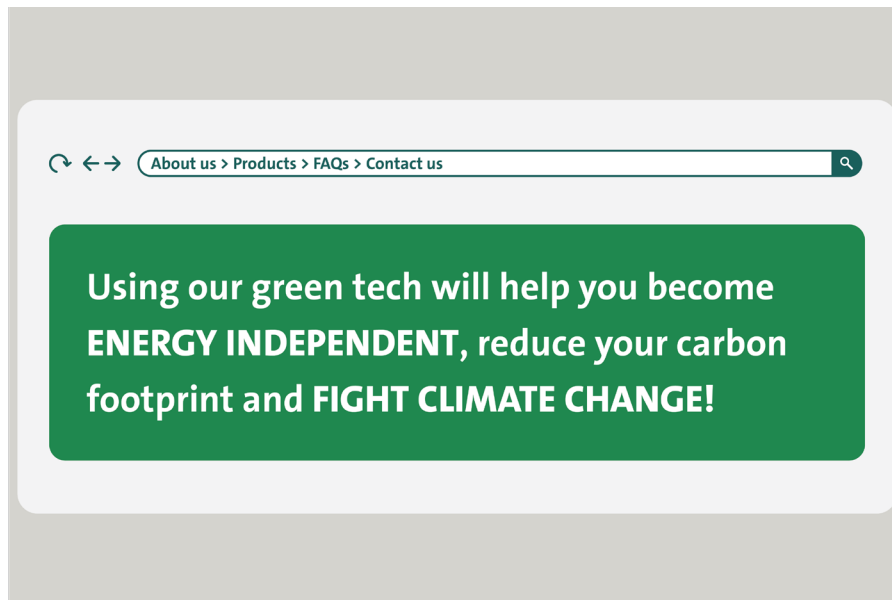 About us > Products > FAQs > Contact us
Using our green tech will help you become
ENERGY INDEPENDENT, reduce your carbon
footprint and FIGHT CLIMATE CHANGE!